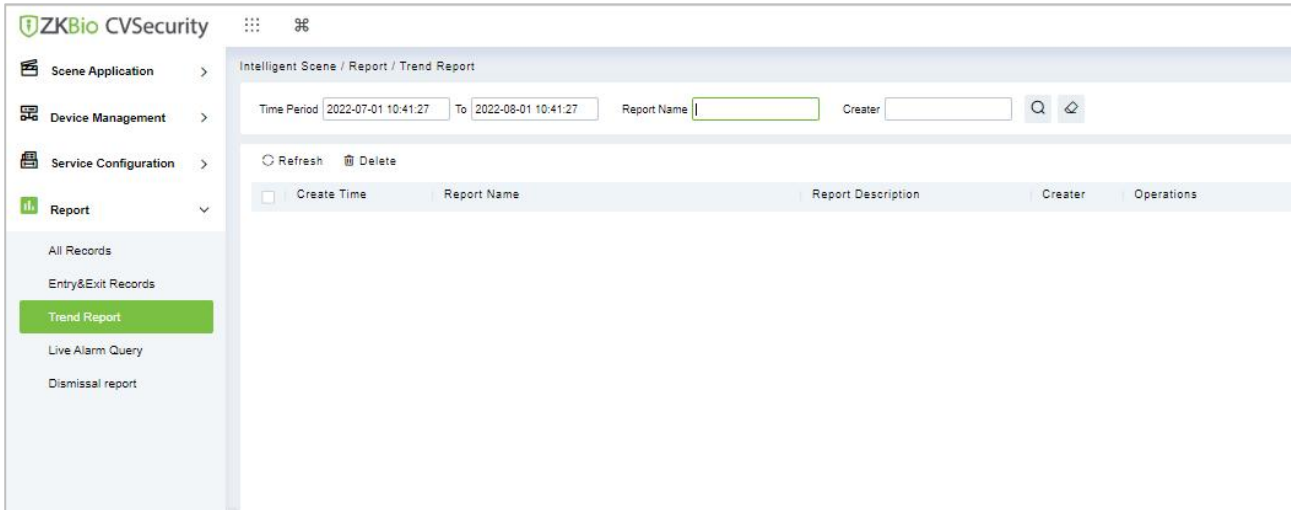 ZKBio CVSecurity
Scene Application
Device Management
Service Configuration
Report
All Records
Entry&Exit Records
Trend Report
Live Alarm Query
Dismissal report
Intelligent Scene / Report / Trend Report
Time Period 2022-07-01 10:41:27 To 2022-08-01 10:41:27 Report Name Creater
Refresh Delete
Create Time Report Name Report Description Creater Operations